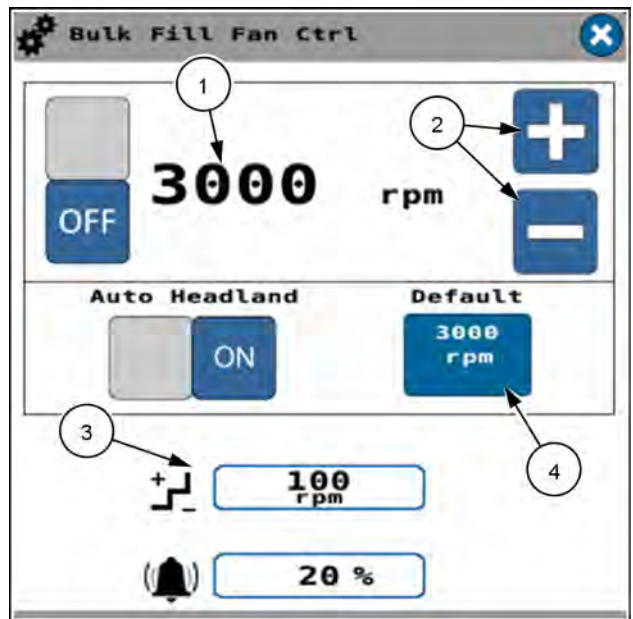 Bulk Fill Fan Ctrl
1
2
3000 rpm
OFF
Auto Headland Default
ON
3000
rpm
3
4
100
rpm
20 %